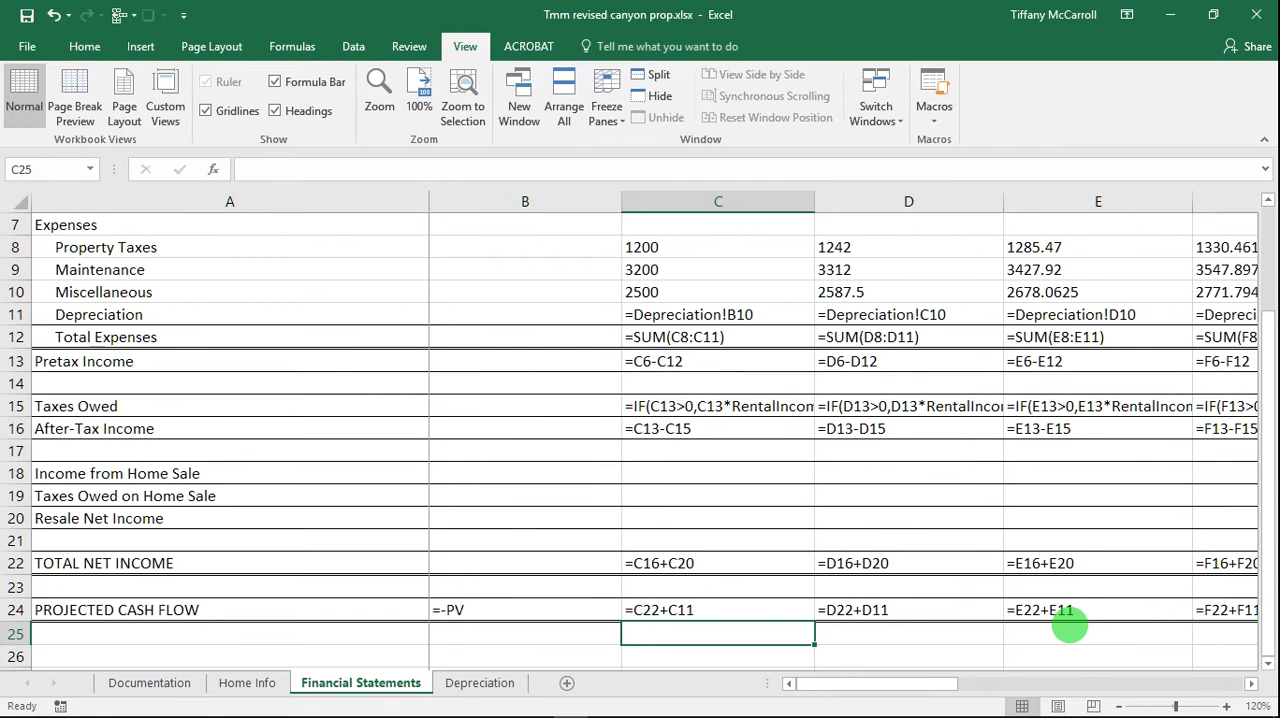 Tmm revised canyon prop.xlsx - Excel
Tiffany McCarroll
File Home Insert Page Layout Formulas Data Review View ACROBAT Tell me what you want to do Share
Normal
Page Break Preview
Page Layout
Custom Views
Workbook Views
Ruler
Formula Bar
Gridlines
Headings
Show
Zoom
100%
Zoom to Selection
Zoom
New Window
Arrange All
Freeze Panes
Split
Hide
Unhide
View Side by Side
Synchronous Scrolling
Reset Window Position
Window
Switch Windows
Macros
Macros
C25 fx
A B C D E
7 Expenses
8 Property Taxes 1200 1242 1285.47 1330.461
9 Maintenance 3200 3312 3427.92 3547.897
10 Miscellaneous 2500 2587.5 2678.0625 2771.794
11 Depreciation =Depreciation!B10 =Depreciation!C10 =Depreciation!D10 =Depreci
12 Total Expenses =SUM(C8:C11) =SUM(D8:D11) =SUM(E8:E11) =SUM(F8
13 Pretax Income =C6-C12 =D6-D12 =E6-E12 =F6-F12
14
15 Taxes Owed =IF(C13>0,C13*RentalIncom =IF(D13>0,D13*RentalIncom =IF(E13>0,E13*RentalIncom =IF(F13>0
16 After-Tax Income =C13-C15 =D13-D15 =E13-E15 =F13-F15
17
18 Income from Home Sale
19 Taxes Owed on Home Sale
20 Resale Net Income
21
22 TOTAL NET INCOME =C16+C20 =D16+D20 =E16+E20 =F16+F20
23
24 PROJECTED CASH FLOW =-PV =C22+C11 =D22+D11 =E22+E11 =F22+F11
25
26
Documentation Home Info Financial Statements Depreciation
Ready 120%